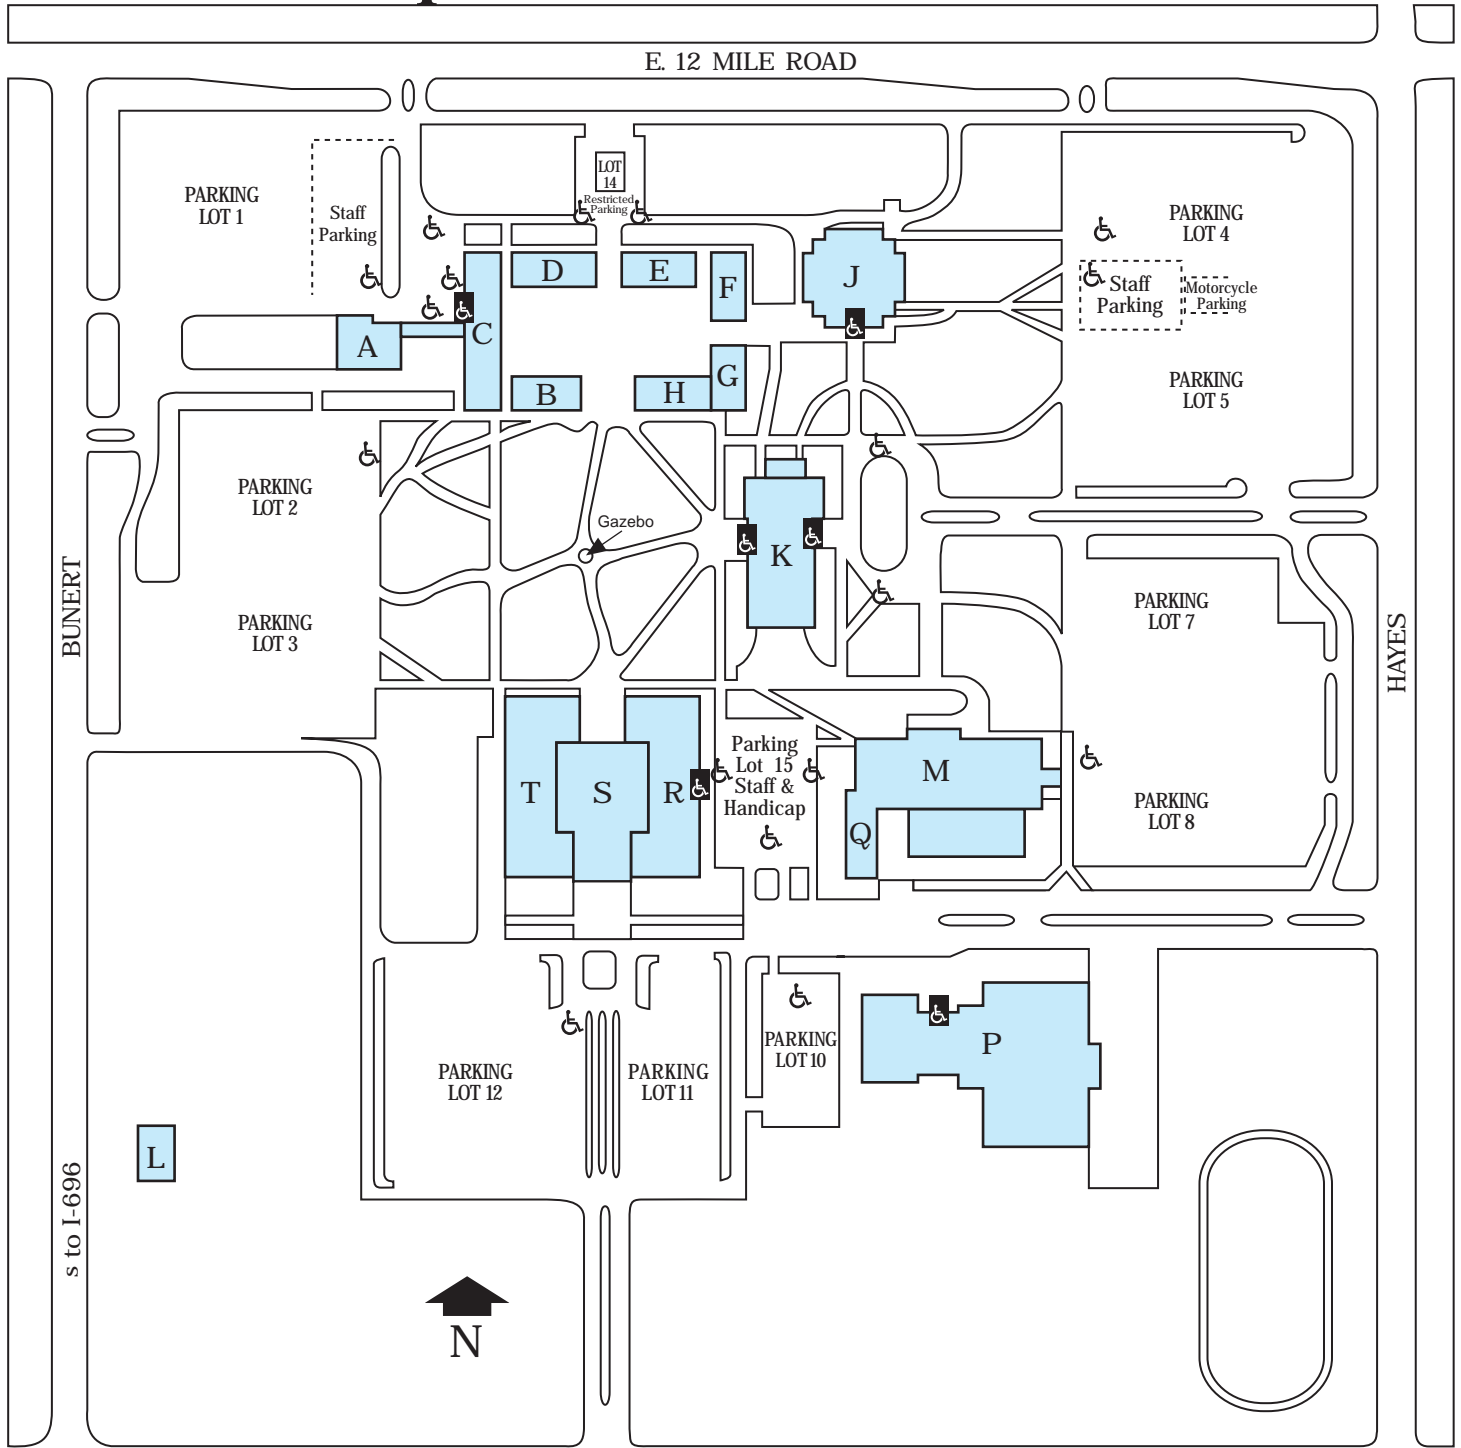 E. 12 MILE ROAD
LOT
14
Restricted
Parking
PARKING
LOT 1
Staff
Parking
PARKING
LOT 4
Staff
Parking
Motorcycle
Parking
D
E
F
J
C
A
B
H
G
PARKING
LOT 5
PARKING
LOT 2
Gazebo
K
BUNERT
PARKING
LOT 3
PARKING
LOT 7
HAYES
Parking
Lot 15
Staff &
Handicap
T
S
R
M
Q
PARKING
LOT 8
PARKING
LOT 12
PARKING
LOT 11
PARKING
LOT 10
P
L
s to I-696
N